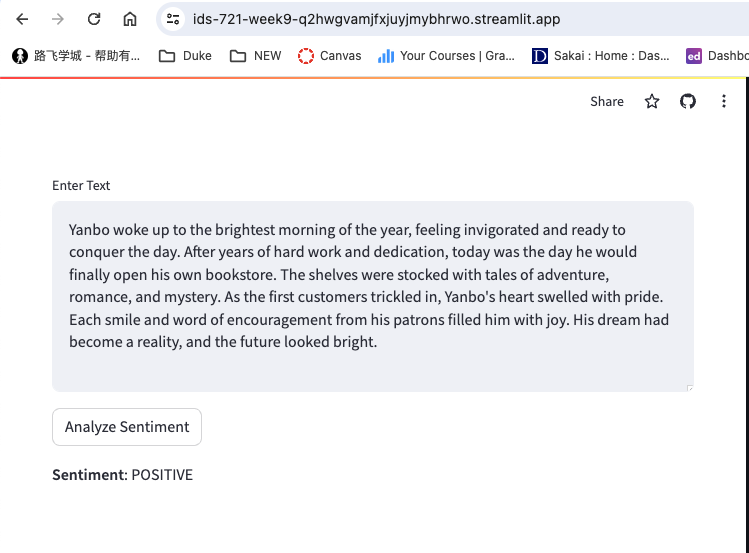 ids-721-week9-q2hwgvamjfxjuyjmybhrwo.streamlit.app
路飞学城 - 帮助有... Duke NEW Canvas Your Courses | Gra... D Sakai : Home : Das... ed Dashbo
Share
Enter Text
Yanbo woke up to the brightest morning of the year, feeling invigorated and ready to
conquer the day. After years of hard work and dedication, today was the day he would
finally open his own bookstore. The shelves were stocked with tales of adventure,
romance, and mystery. As the first customers trickled in, Yanbo's heart swelled with pride.
Each smile and word of encouragement from his patrons filled him with joy. His dream had
become a reality, and the future looked bright.
Analyze Sentiment
Sentiment: POSITIVE